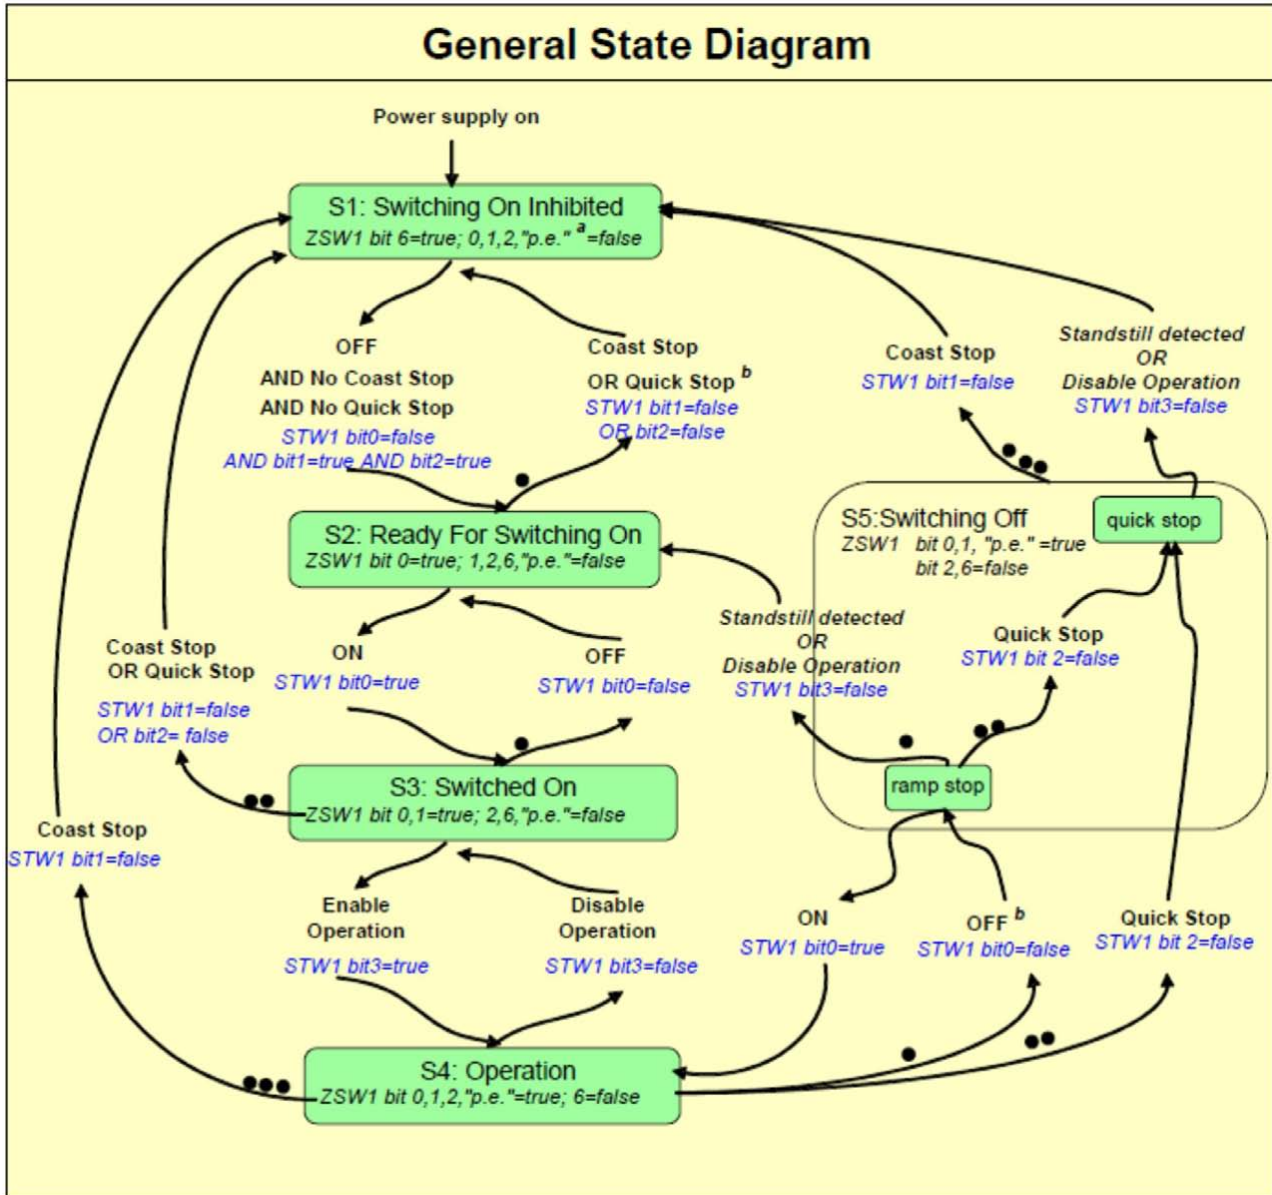 General State Diagram
Power supply on
S1: Switching On Inhibited
ZSW1 bit 6=true; 0,1,2,"p.e." a =false
OFF
AND No Coast Stop
AND No Quick Stop
STW1 bit0=false
AND bit1=true AND bit2=true
Coast Stop
OR Quick Stop b
STW1 bit1=false
OR bit2=false
Coast Stop
STW1 bit1=false
Standstill detected
OR
Disable Operation
STW1 bit3=false
S2: Ready For Switching On
ZSW1 bit 0=true; 1,2,6,"p.e."=false
S5:Switching Off
ZSW1 bit 0,1, "p.e." =true
bit 2,6=false
quick stop
Coast Stop
OR Quick Stop
STW1 bit1=false
OR bit2= false
ON
STW1 bit0=true
OFF
STW1 bit0=false
Standstill detected
OR
Disable Operation
STW1 bit3=false
Quick Stop
STW1 bit 2=false
S3: Switched On
ZSW1 bit 0,1=true; 2,6,"p.e."=false
ramp stop
Coast Stop
STW1 bit1=false
Enable
Operation
STW1 bit3=true
Disable
Operation
STW1 bit3=false
ON
STW1 bit0=true
OFF b
STW1 bit0=false
Quick Stop
STW1 bit 2=false
S4: Operation
ZSW1 bit 0,1,2,"p.e."=true; 6=false